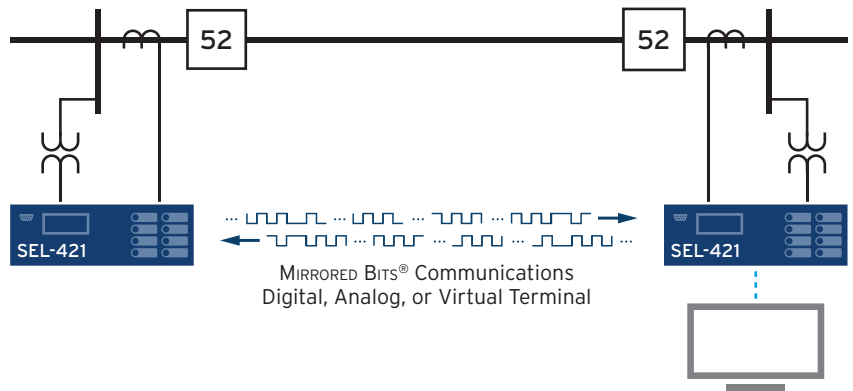 52
52
SEL-421
SEL-421
MIRRORED BITS® Communications
Digital, Analog, or Virtual Terminal